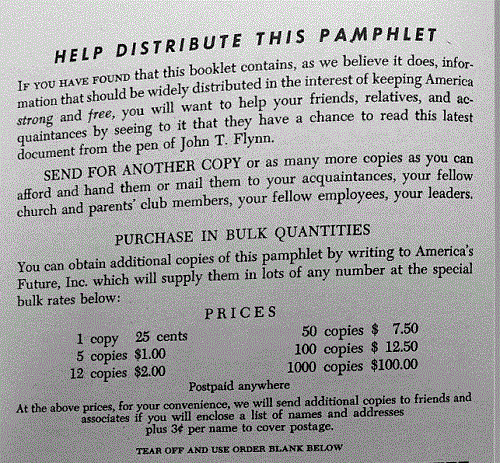 HELP DISTRIBUTE THIS PAMPHLET
IF YOU HAVE FOUND that this booklet contains, as we believe it does, infor-
mation that should be widely distributed in the interest of keeping America
strong and free, you will want to help your friends, relatives, and ac-
quaintances by seeing to it that they have a chance to read this latest
document from the pen of John T. Flynn.
SEND FOR ANOTHER COPY or as many more copies as you can
afford and hand them or mail them to your acquaintances, your fellow
church and parents' club members, your fellow employees, your leaders.
PURCHASE IN BULK QUANTITIES
You can obtain additional copies of this pamphlet by writing to America's
Future, Inc. which will supply them in lots of any number at the special
bulk rates below:
PRICES
1 copy 25 cents 50 copies $ 7.50
5 copies $1.00 100 copies $ 12.50
12 copies $2.00 1000 copies $100.00
Postpaid anywhere
At the above prices, for your convenience, we will send additional copies to friends and
associates if you will enclose a list of names and addresses
plus 3¢ per name to cover postage.
TEAR OFF AND USE ORDER BLANK BELOW